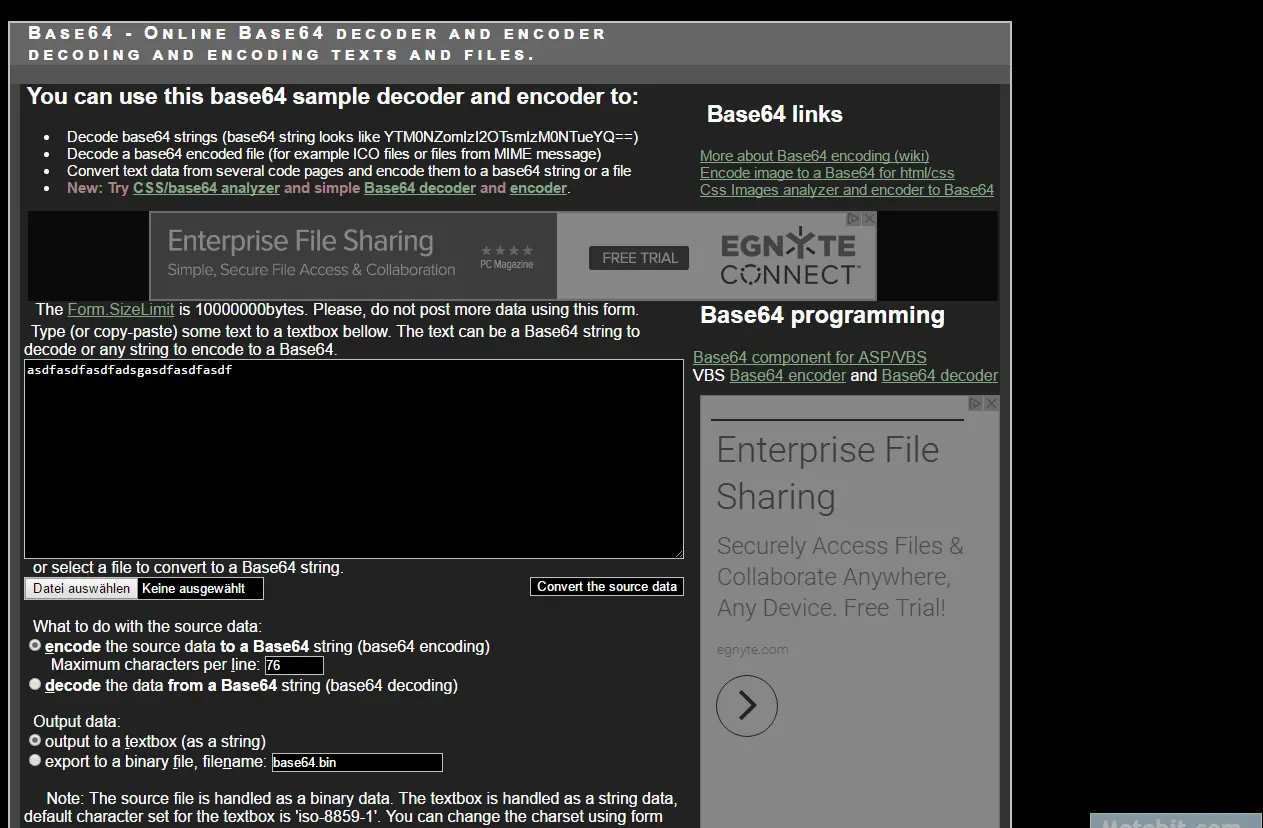 Base64 - Online Base64 decoder and encoder
decoding and encoding texts and files.
You can use this base64 sample decoder and encoder to:
Decode base64 strings (base64 string looks like YTM0NZomIzI2OTsmIzM0NTueYQ==)
Decode a base64 encoded file (for example ICO files or files from MIME message)
Convert text data from several code pages and encode them to a base64 string or a file
New: Try CSS/base64 analyzer and simple Base64 decoder and encoder.
Base64 links
More about Base64 encoding (wiki)
Encode image to a Base64 for html/css
Css Images analyzer and encoder to Base64
Enterprise File Sharing
Simple, Secure File Access & Collaboration
★★★★
PC Magazine
FREE TRIAL
EGNYTE
CONNECT™
The Form.SizeLimit is 10000000bytes. Please, do not post more data using this form.
Type (or copy-paste) some text to a textbox bellow. The text can be a Base64 string to
decode or any string to encode to a Base64.
asdfasdfasdfadsgasdfasdfasdf
or select a file to convert to a Base64 string.
Datei auswählen Keine ausgewählt
Convert the source data
What to do with the source data:
encode the source data to a Base64 string (base64 encoding)
Maximum characters per line: 76
decode the data from a Base64 string (base64 decoding)
Output data:
output to a textbox (as a string)
export to a binary file, filename: base64.bin
Note: The source file is handled as a binary data. The textbox is handled as a string data,
default character set for the textbox is 'iso-8859-1'. You can change the charset using form
Base64 programming
Base64 component for ASP/VBS
VBS Base64 encoder and Base64 decoder
Enterprise File
Sharing
Securely Access Files &
Collaborate Anywhere,
Any Device. Free Trial!
egnyte.com